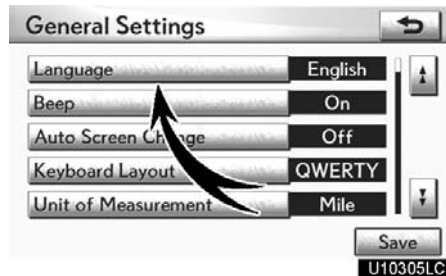 General Settings
Language English
Beep On
Auto Screen Change Off
Keyboard Layout QWERTY
Unit of Measurement Mile
Save
U10305LC